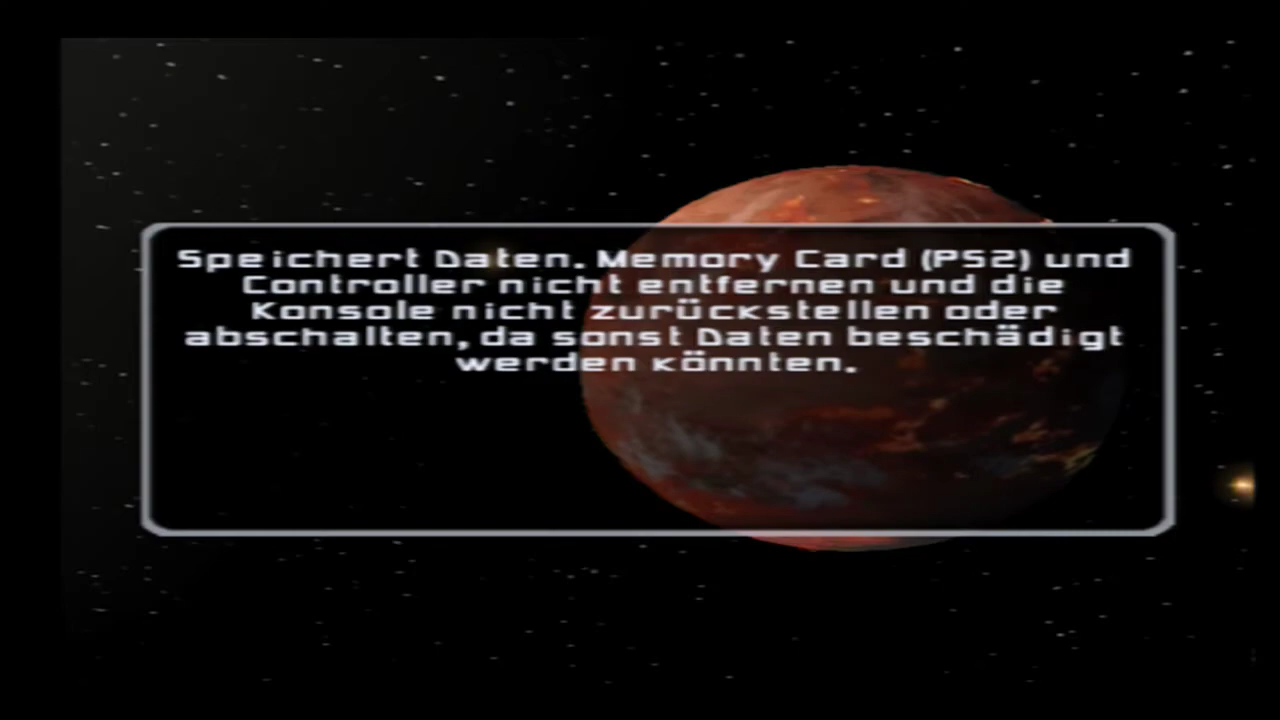 Speichert Daten. Memory Card (PS2) und
Controller nicht entfernen und die
Konsole nicht zurückstellen oder
abschalten, da sonst Daten beschädigt
werden könnten.